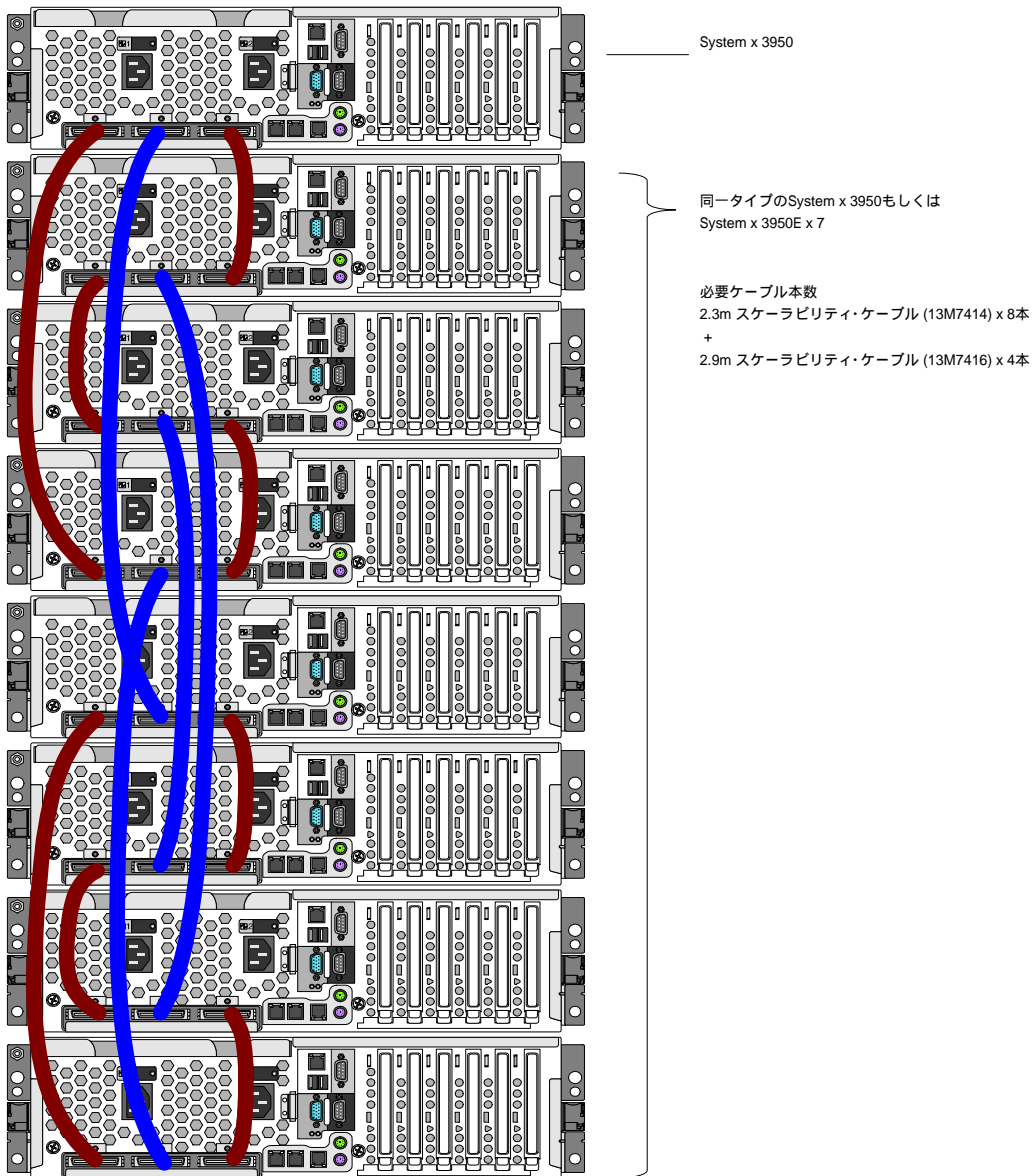 System x 3950
同一タイプのSystem x 3950もしくは
System x 3950E x 7
必要ケーブル本数
2.3m スケーラビリティ・ケーブル (13M7414) x 8本
+
2.9m スケーラビリティ・ケーブル (13M7416) x 4本